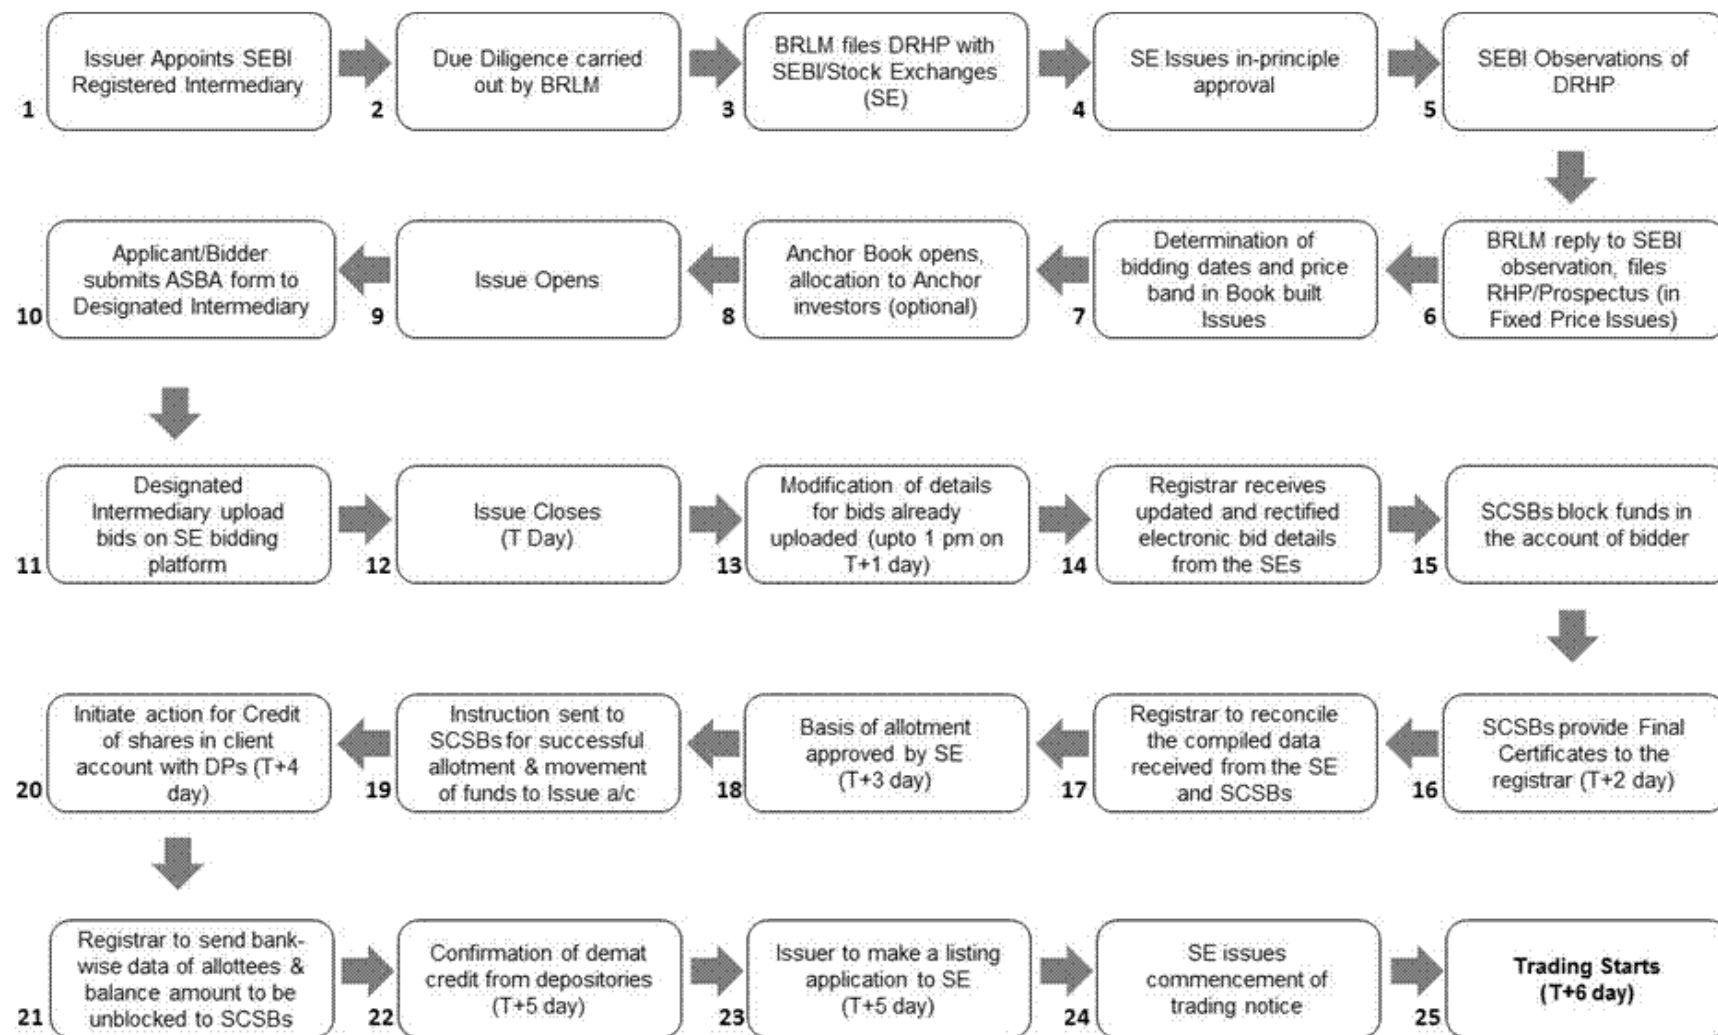 1
Issuer Appoints SEBI
Registered Intermediary
2
Due Diligence carried
out by BRLM
3
BRLM files DRHP with
SEBI/Stock Exchanges
(SE)
4
SE Issues in-principle
approval
5
SEBI Observations of
DRHP
6
BRLM reply to SEBI
observation, files
RHP/Prospectus (in
Fixed Price Issues)
7
Determination of
bidding dates and price
band in Book built
Issues
8
Anchor Book opens,
allocation to Anchor
investors (optional)
9
Issue Opens
10
Applicant/Bidder
submits ASBA form to
Designated Intermediary
11
Designated
Intermediary upload
bids on SE bidding
platform
12
Issue Closes
(T Day)
13
Modification of details
for bids already
uploaded (upto 1 pm on
T+1 day)
14
Registrar receives
updated and rectified
electronic bid details
from the SEs
15
SCSBs block funds in
the account of bidder
16
SCSBs provide Final
Certificates to the
registrar (T+2 day)
17
Registrar to reconcile
the compiled data
received from the SE
and SCSBs
18
Basis of allotment
approved by SE
(T+3 day)
19
Instruction sent to
SCSBs for successful
allotment & movement
of funds to Issue a/c
20
Initiate action for Credit
of shares in client
account with DPs (T+4
day)
21
Registrar to send bank-
wise data of allottees &
balance amount to be
unblocked to SCSBs
22
Confirmation of demat
credit from depositories
(T+5 day)
23
Issuer to make a listing
application to SE
(T+5 day)
24
SE issues
commencement of
trading notice
25
Trading Starts
(T+6 day)